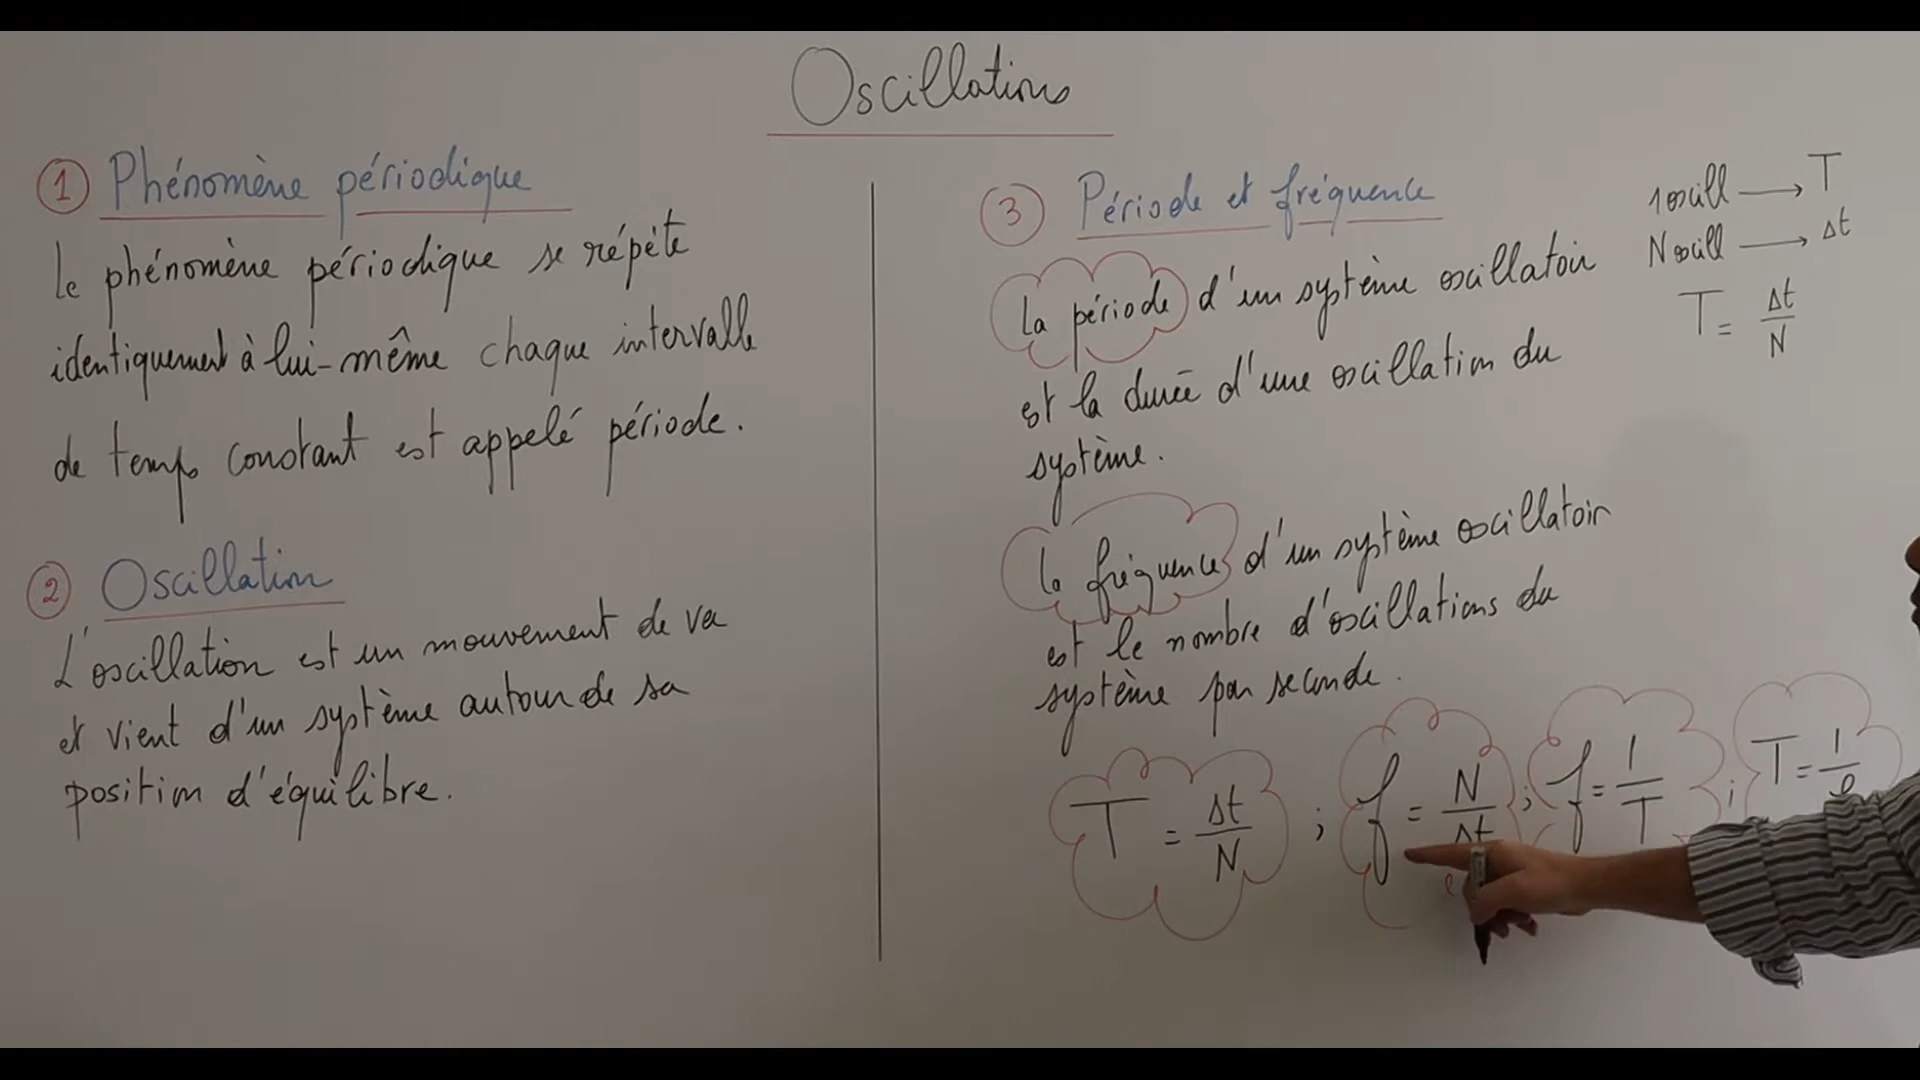 Oscillations
1 Phénomène périodique
Le phénomène périodique se répète
identiquement à lui-même chaque intervalle
de temps constant est appelé période.
2 Oscillation
L'oscillation est un mouvement de va
et vient d'un système autour de sa
position d'équilibre.
3 Période et fréquence
La période d'un système oscillatoir
est la durée d'une oscillation du
système.
la fréquence d'un système oscillatoir
est le nombre d'oscillations du
système par seconde.
T = Δt/N ; f = N/Δt ; f = 1/T ; T = 1/f
1 oscill → T
N oscill → Δt
T = Δt/N